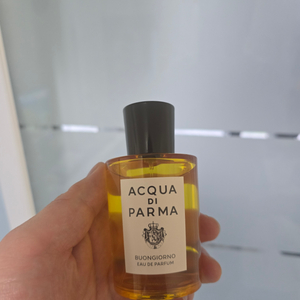 ACQUA
DI
PARMA
BUONGIORNO
EAU DE PARFUM